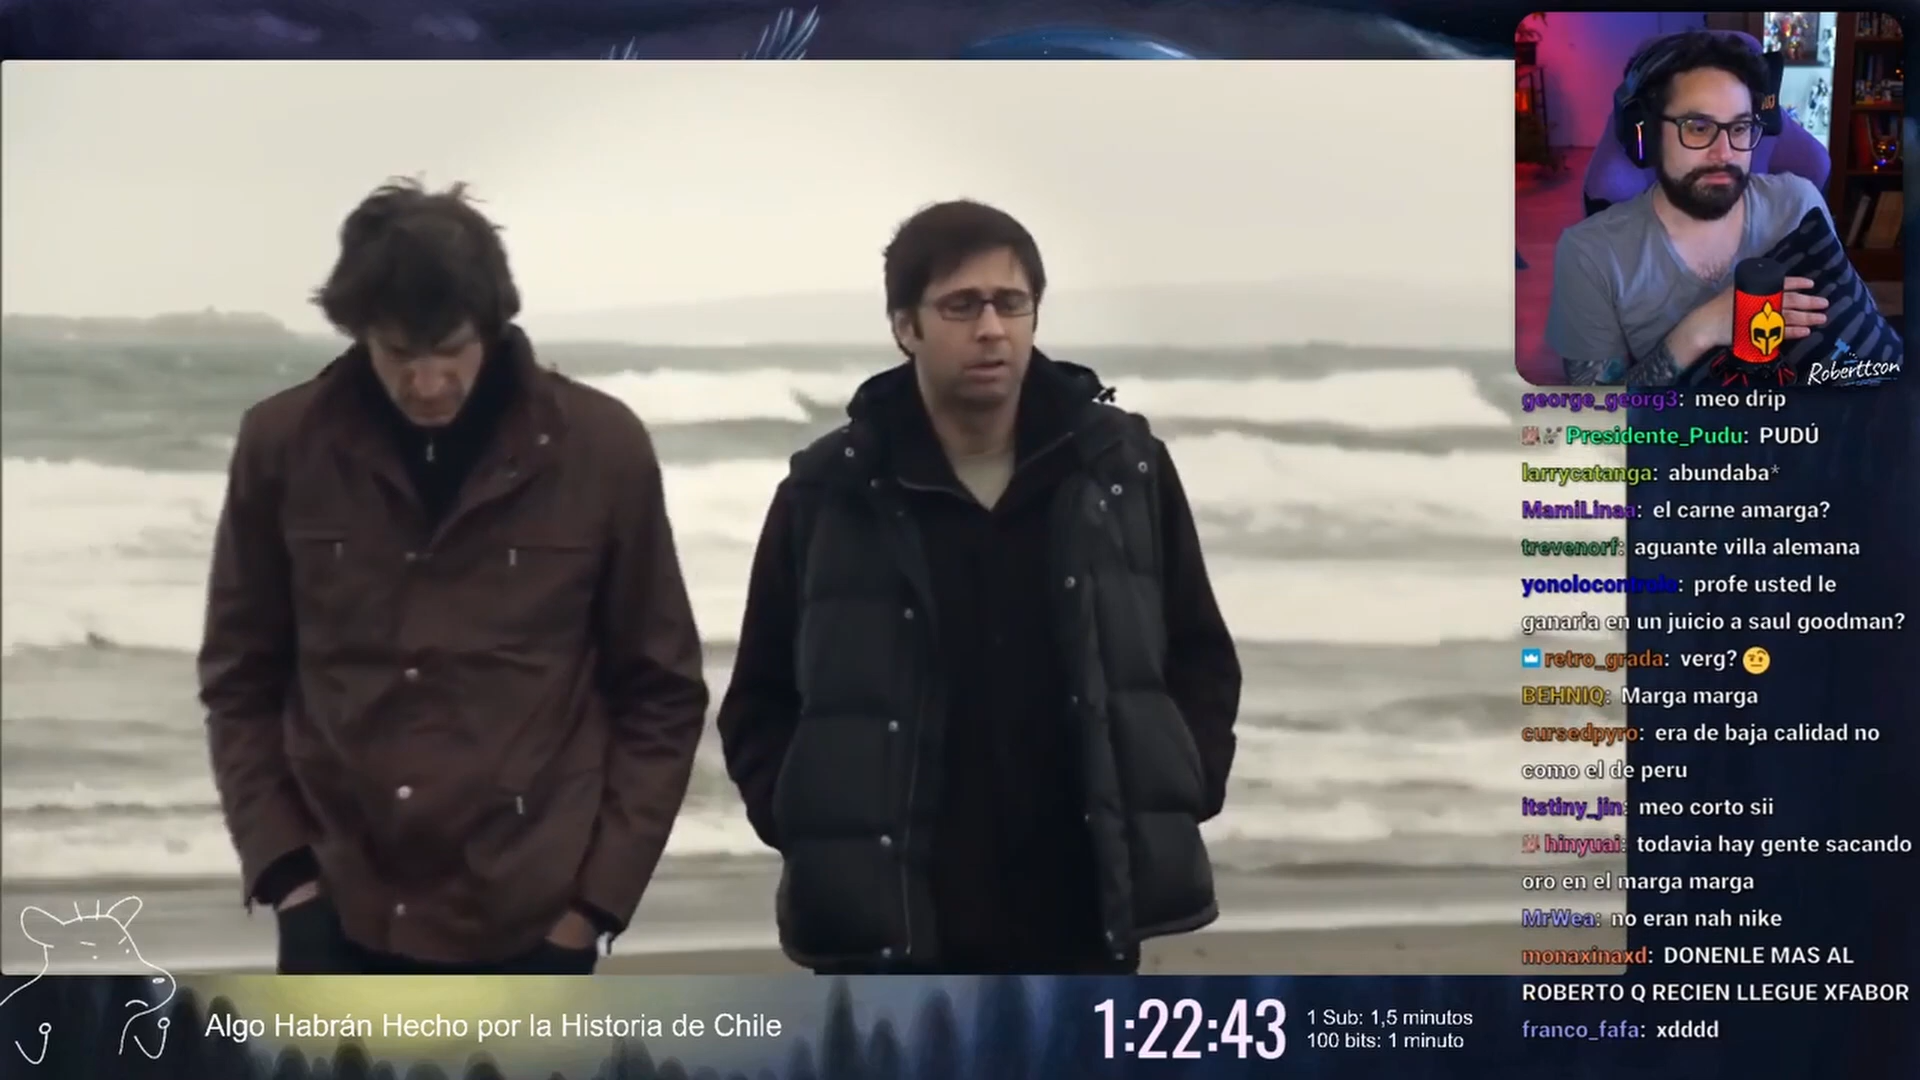 Roberttson
george_georg3: meo drip
Presidente_Pudu: PUDÚ
larrycatanga: abundaba*
MamiLinaa: el carne amarga?
trevenorf: aguante villa alemana
yonolocontrolo: profe usted le
ganaria en un juicio a saul goodman?
retro_grada: verg?
BEHNIQ: Marga marga
cursedpyro: era de baja calidad no
como el de peru
itstiny_jin: meo corto sii
hinyuai: todavia hay gente sacando
oro en el marga marga
MrWea: no eran nah nike
monaxinaxd: DONENLE MAS AL
ROBERTO Q RECIEN LLEGUE XFABOR
franco_fafa: xdddd
Algo Habrán Hecho por la Historia de Chile
1:22:43
1 Sub: 1,5 minutos
100 bits: 1 minuto